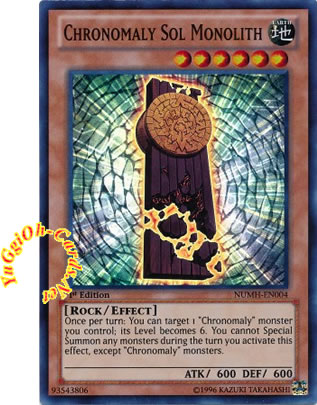 CHRONOMALY SOL MONOLITH
EARTH
地
YuGgiOh-Cards.Net
1st Edition
NUMH-EN004
[ROCK/EFFECT]
Once per turn: You can target 1 "Chronomaly" monster
you control; its Level becomes 6. You cannot Special
Summon any monsters during the turn you activate this
effect, except "Chronomaly" monsters.
ATK/ 600 DEF/ 600
93543806
©1996 KAZUKI TAKAHASHI